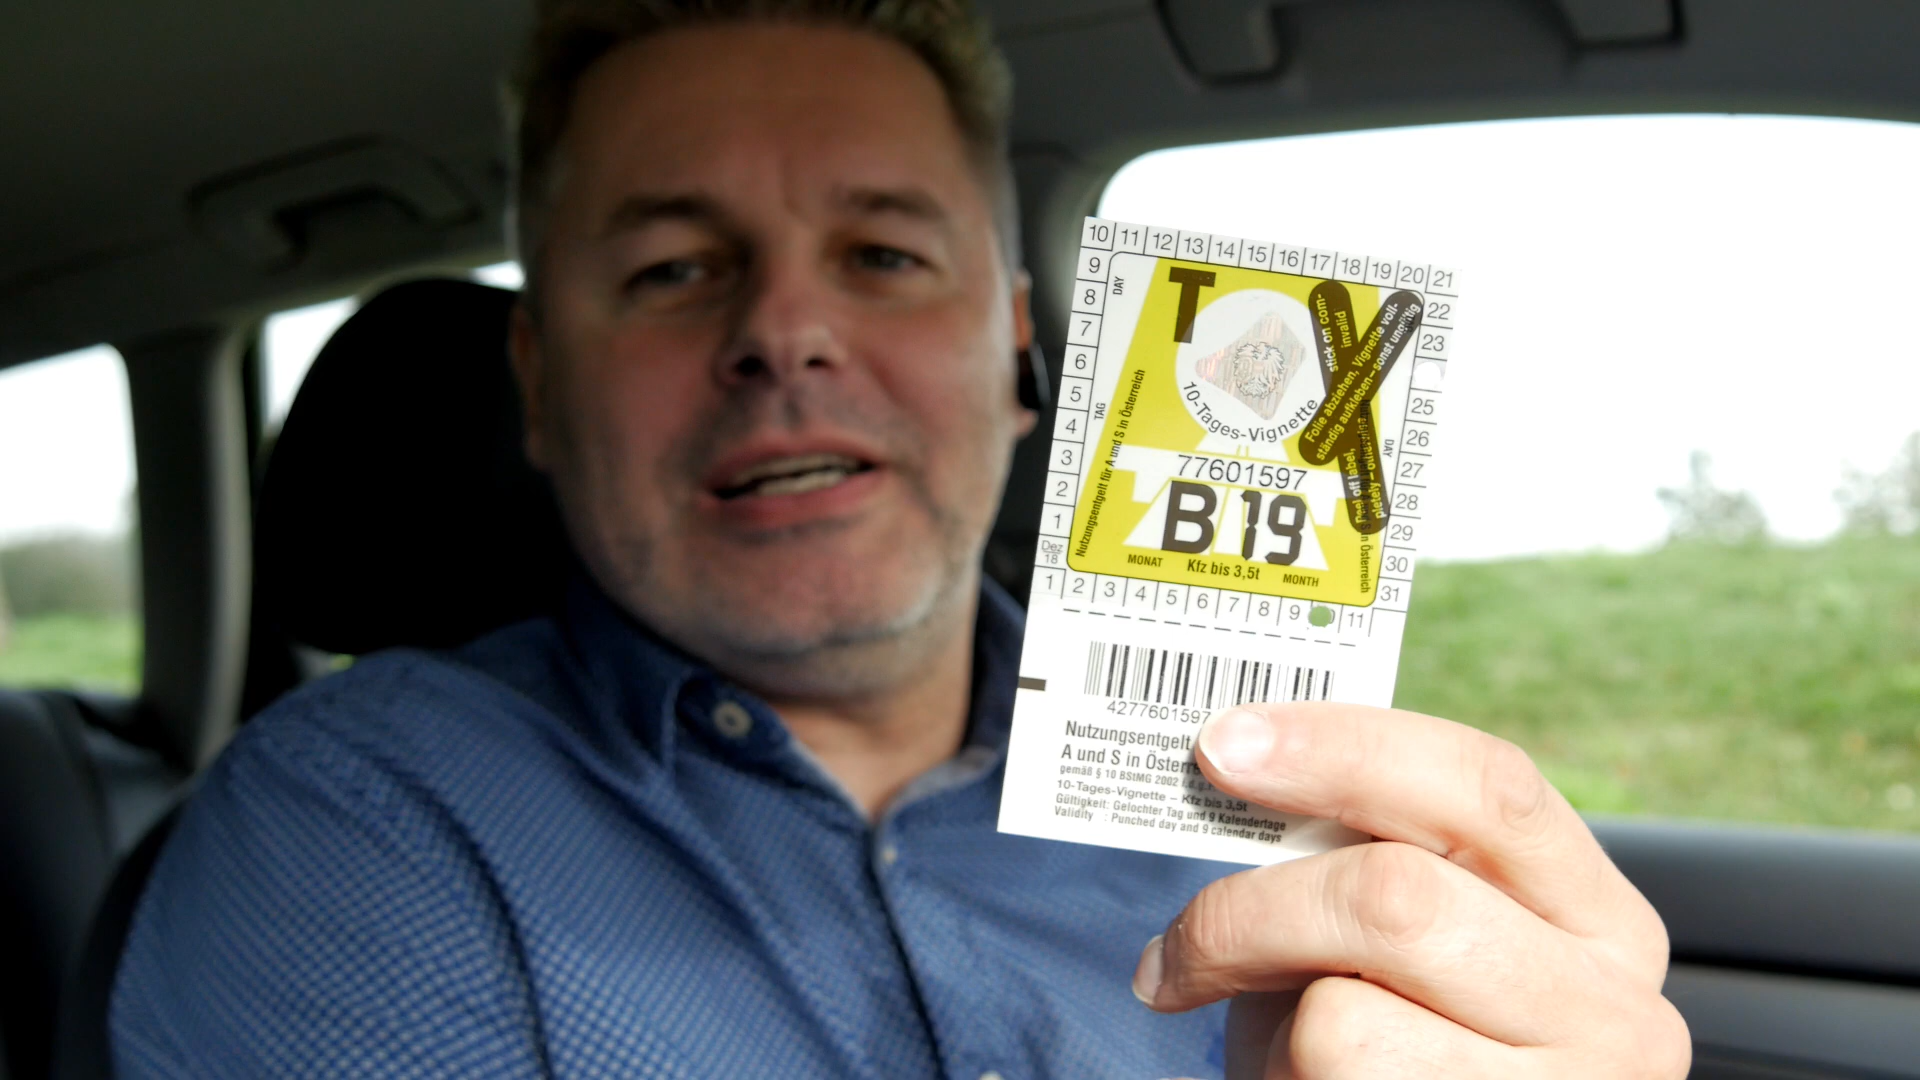 10 11 12 13 14 15 16 17 18 19 20 21
9
8
7
6
5
4
3
2
1
Dez
18
22
23
25
26
27
28
29
30
31
1 2 3 4 5 6 7 8 9 11
DAY
TAG
DAY
T
10-Tages-Vignette
77601597
B 19
MONAT Kfz bis 3,5t MONTH
Nutzungsentgelt für A und S in Österreich
S in Österreich
Folie abziehen, Vignette voll-
ständig aufkleben – sonst ungültig
Peel off label, stick on com-
pletely – invalid
4277601597
Nutzungsentgelt
A und S in Österre
gemäß § 10 BStMG 2002 i.d.g.F
10-Tages-Vignette – Kfz bis 3,5t
Gültigkeit: Gelochter Tag und 9 Kalendertage
Validity : Punched day and 9 calendar days